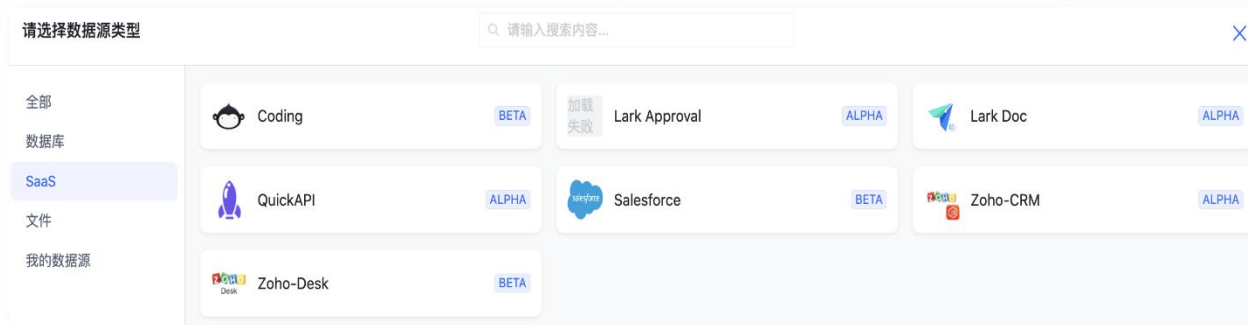 请选择数据源类型
请输入搜索内容...
全部
数据库
SaaS
文件
我的数据源
Coding
BETA
加载
失败
Lark Approval
ALPHA
Lark Doc
ALPHA
QuickAPI
ALPHA
salesforce
Salesforce
BETA
ZOHO
Zoho-CRM
ALPHA
ZOHO
Desk
Zoho-Desk
BETA